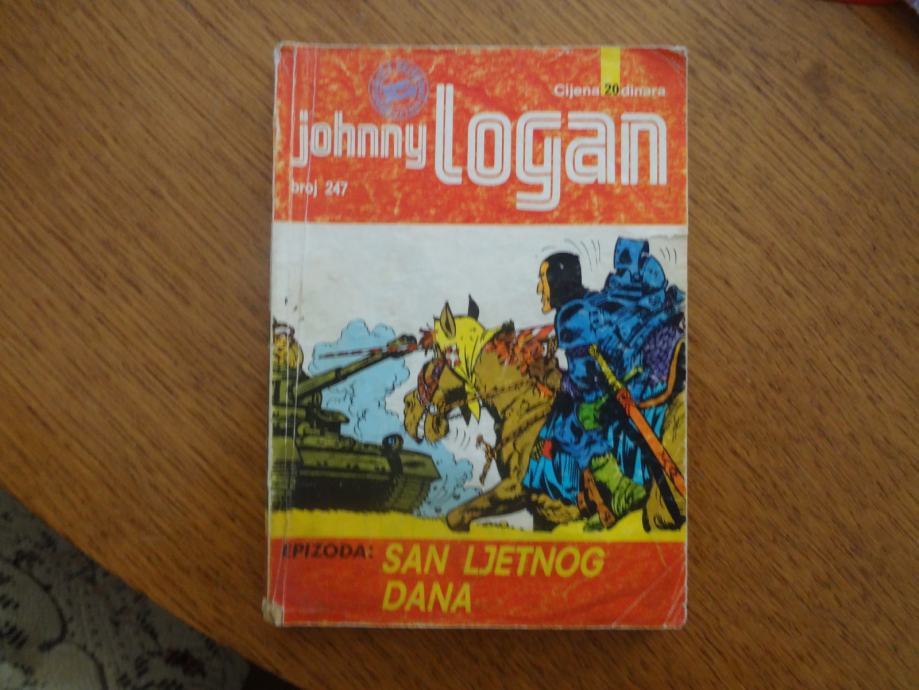 Cijena 20 dinara
johnny logan
broj 247
EPIZODA: SAN LJETNOG
DANA